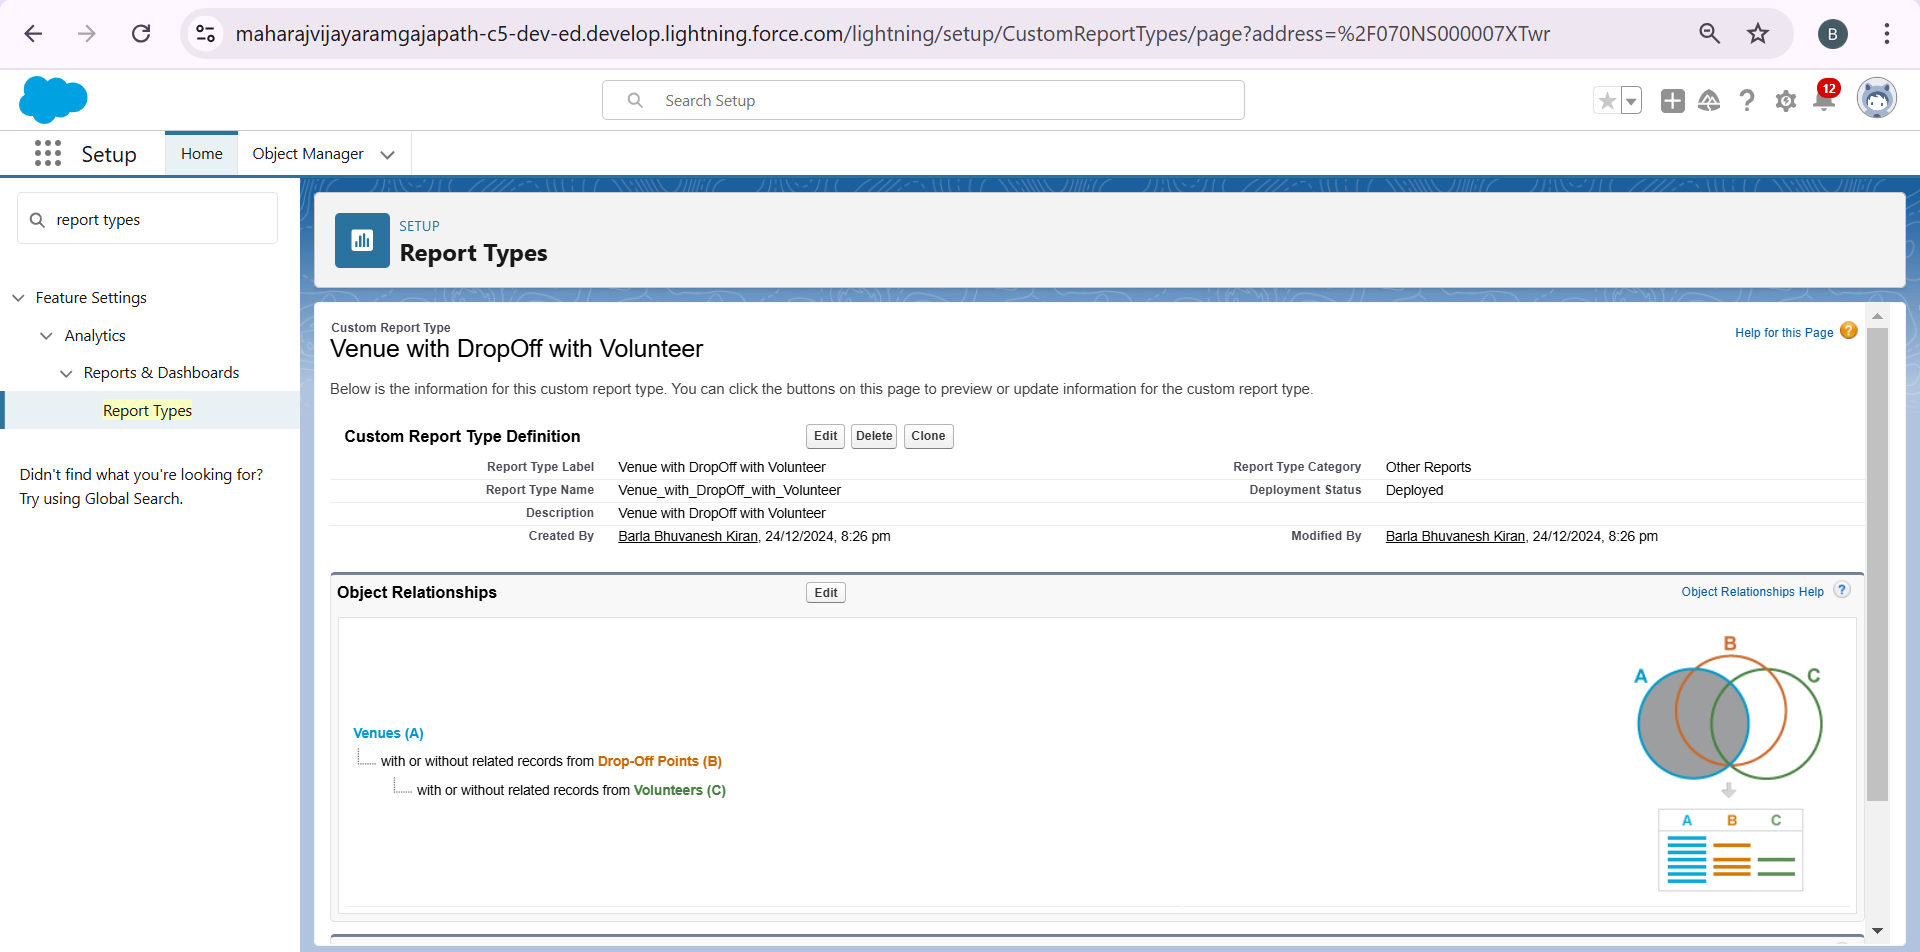 maharajvijayaramgajapath-c5-dev-ed.develop.lightning.force.com/lightning/setup/CustomReportTypes/page?address=%2F070NS000007XTwr
B
Search Setup
12
Setup
Home
Object Manager
report types
Feature Settings
Analytics
Reports & Dashboards
Report Types
Didn't find what you're looking for?
Try using Global Search.
SETUP
Report Types
Custom Report Type
Venue with DropOff with Volunteer
Help for this Page ?
Below is the information for this custom report type. You can click the buttons on this page to preview or update information for the custom report type.
Custom Report Type Definition Edit Delete Clone
Report Type Label Venue with DropOff with Volunteer Report Type Category Other Reports
Report Type Name Venue_with_DropOff_with_Volunteer Deployment Status Deployed
Description Venue with DropOff with Volunteer
Created By Barla Bhuvanesh Kiran, 24/12/2024, 8:26 pm Modified By Barla Bhuvanesh Kiran, 24/12/2024, 8:26 pm
Object Relationships Edit Object Relationships Help ?
Venues (A)
with or without related records from Drop-Off Points (B)
with or without related records from Volunteers (C)
B
A C
A B C